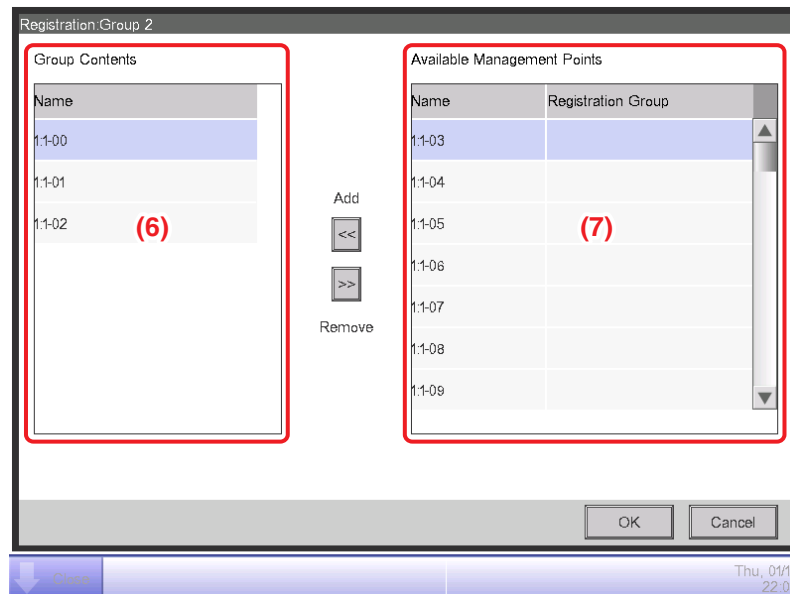 Registration:Group 2
Group Contents
Name
1:1-00
1:1-01
1:1-02
(6)
Add
<<
>>
Remove
Available Management Points
Name Registration Group
1:1-03
1:1-04
1:1-05
(7)
1:1-06
1:1-07
1:1-08
1:1-09
OK Cancel
Close
Thu, 01/1
22:0